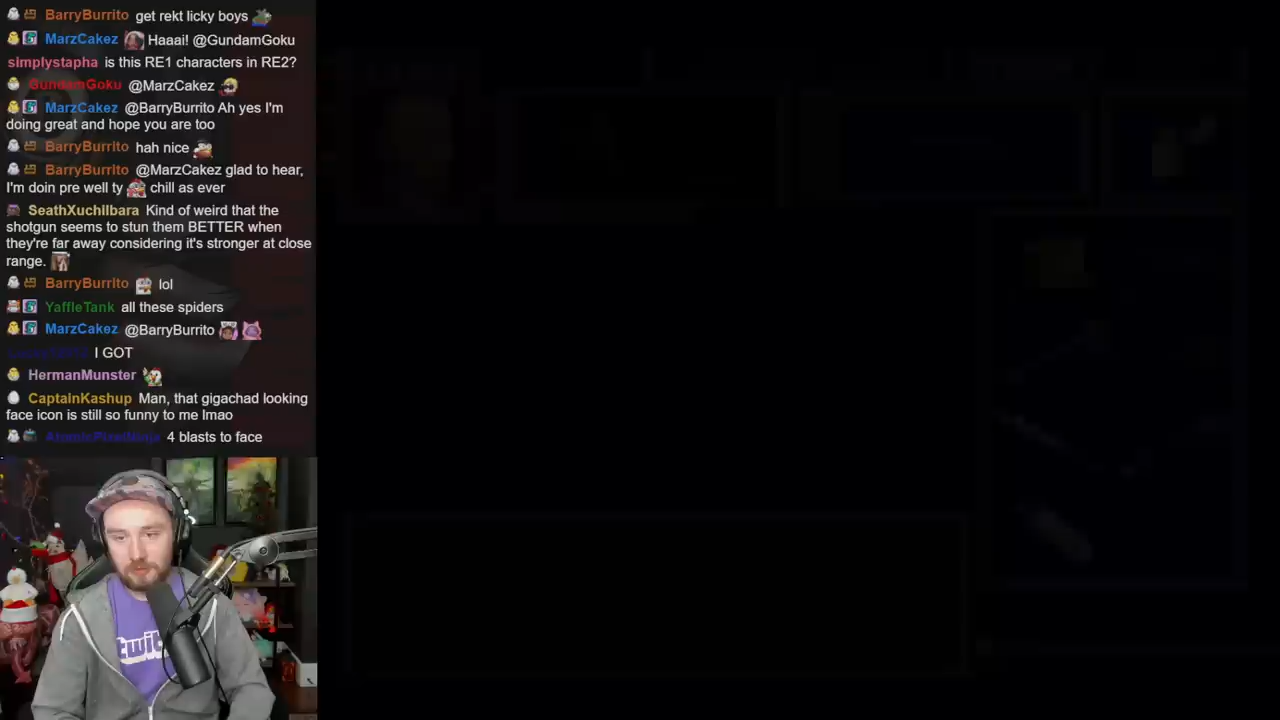 BarryBurrito get rekt licky boys
MarzCakez Haaai! @GundamGoku
simplystapha is this RE1 characters in RE2?
GundamGoku @MarzCakez
MarzCakez @BarryBurrito Ah yes I'm
doing great and hope you are too
BarryBurrito hah nice
BarryBurrito @MarzCakez glad to hear,
I'm doin pre well ty chill as ever
SeathXuchilbara Kind of weird that the
shotgun seems to stun them BETTER when
they're far away considering it's stronger at close
range.
BarryBurrito lol
YaffleTank all these spiders
MarzCakez @BarryBurrito
I GOT
HermanMunster
CaptainKashup Man, that gigachad looking
face icon is still so funny to me lmao
4 blasts to face
twit